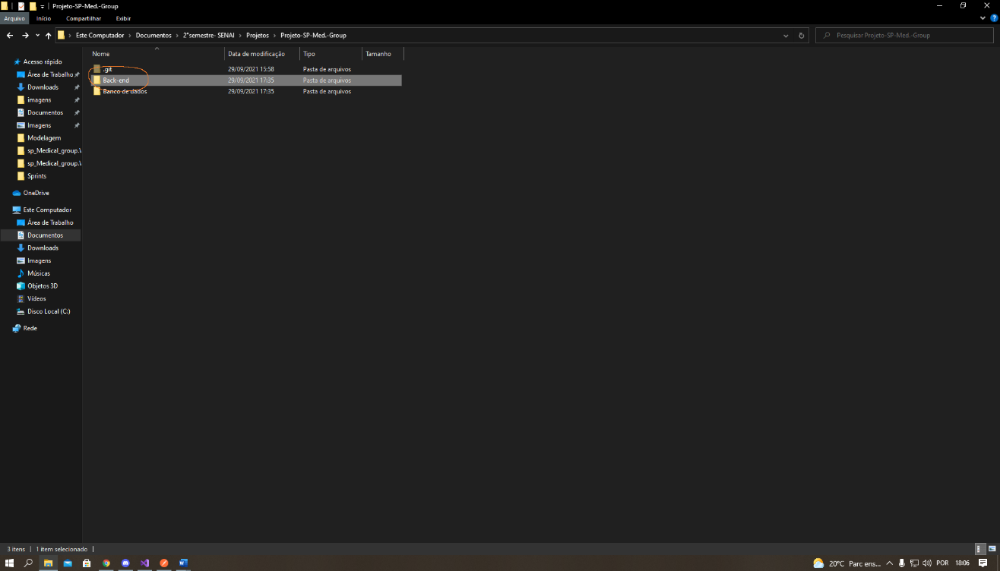 Projeto-SP-Med.-Group
Arquivo Início Compartilhar Exibir
Este Computador > Documentos > 2°semestre- SENAI > Projetos > Projeto-SP-Med.-Group
Pesquisar Projeto-SP-Med.-Group
Nome Data de modificação Tipo Tamanho
.git 29/09/2021 15:58 Pasta de arquivos
Back-end 29/09/2021 17:35 Pasta de arquivos
Banco de dados 29/09/2021 17:35 Pasta de arquivos
Acesso rápido
Área de Trabalho
Downloads
imagens
Documentos
Imagens
Modelagem
sp_Medical_group.W
sp_Medical_group.W
Sprints
OneDrive
Este Computador
Área de Trabalho
Documentos
Downloads
Imagens
Músicas
Objetos 3D
Vídeos
Disco Local (C:)
Rede
3 itens 1 item selecionado
20°C Parc ens... POR 18:06